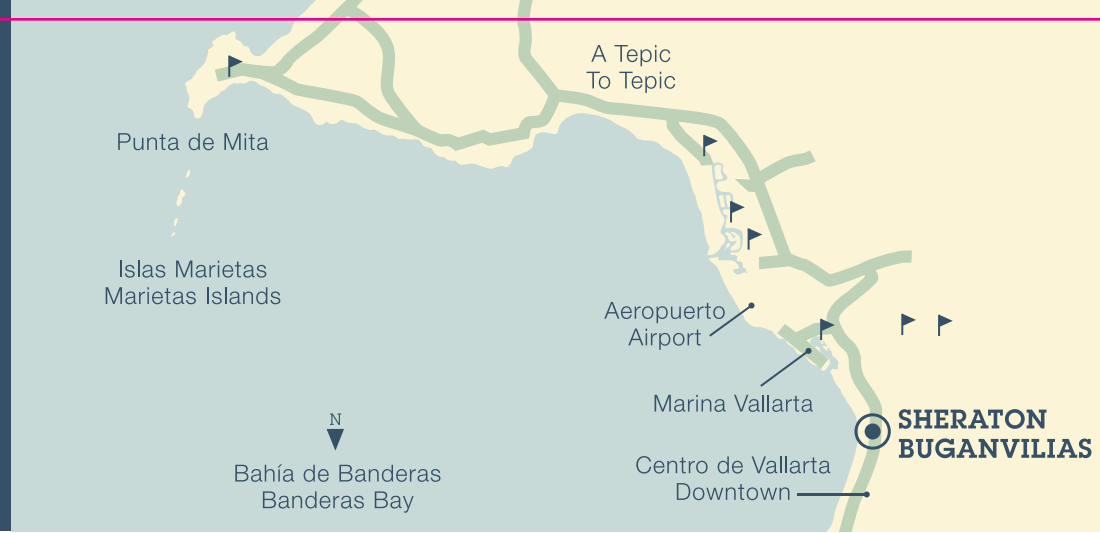 A Tepic
To Tepic
Punta de Mita
Islas Marietas
Marietas Islands
Aeropuerto
Airport
Marina Vallarta
SHERATON
BUGANVILIAS
N
Bahía de Banderas
Banderas Bay
Centro de Vallarta
Downtown